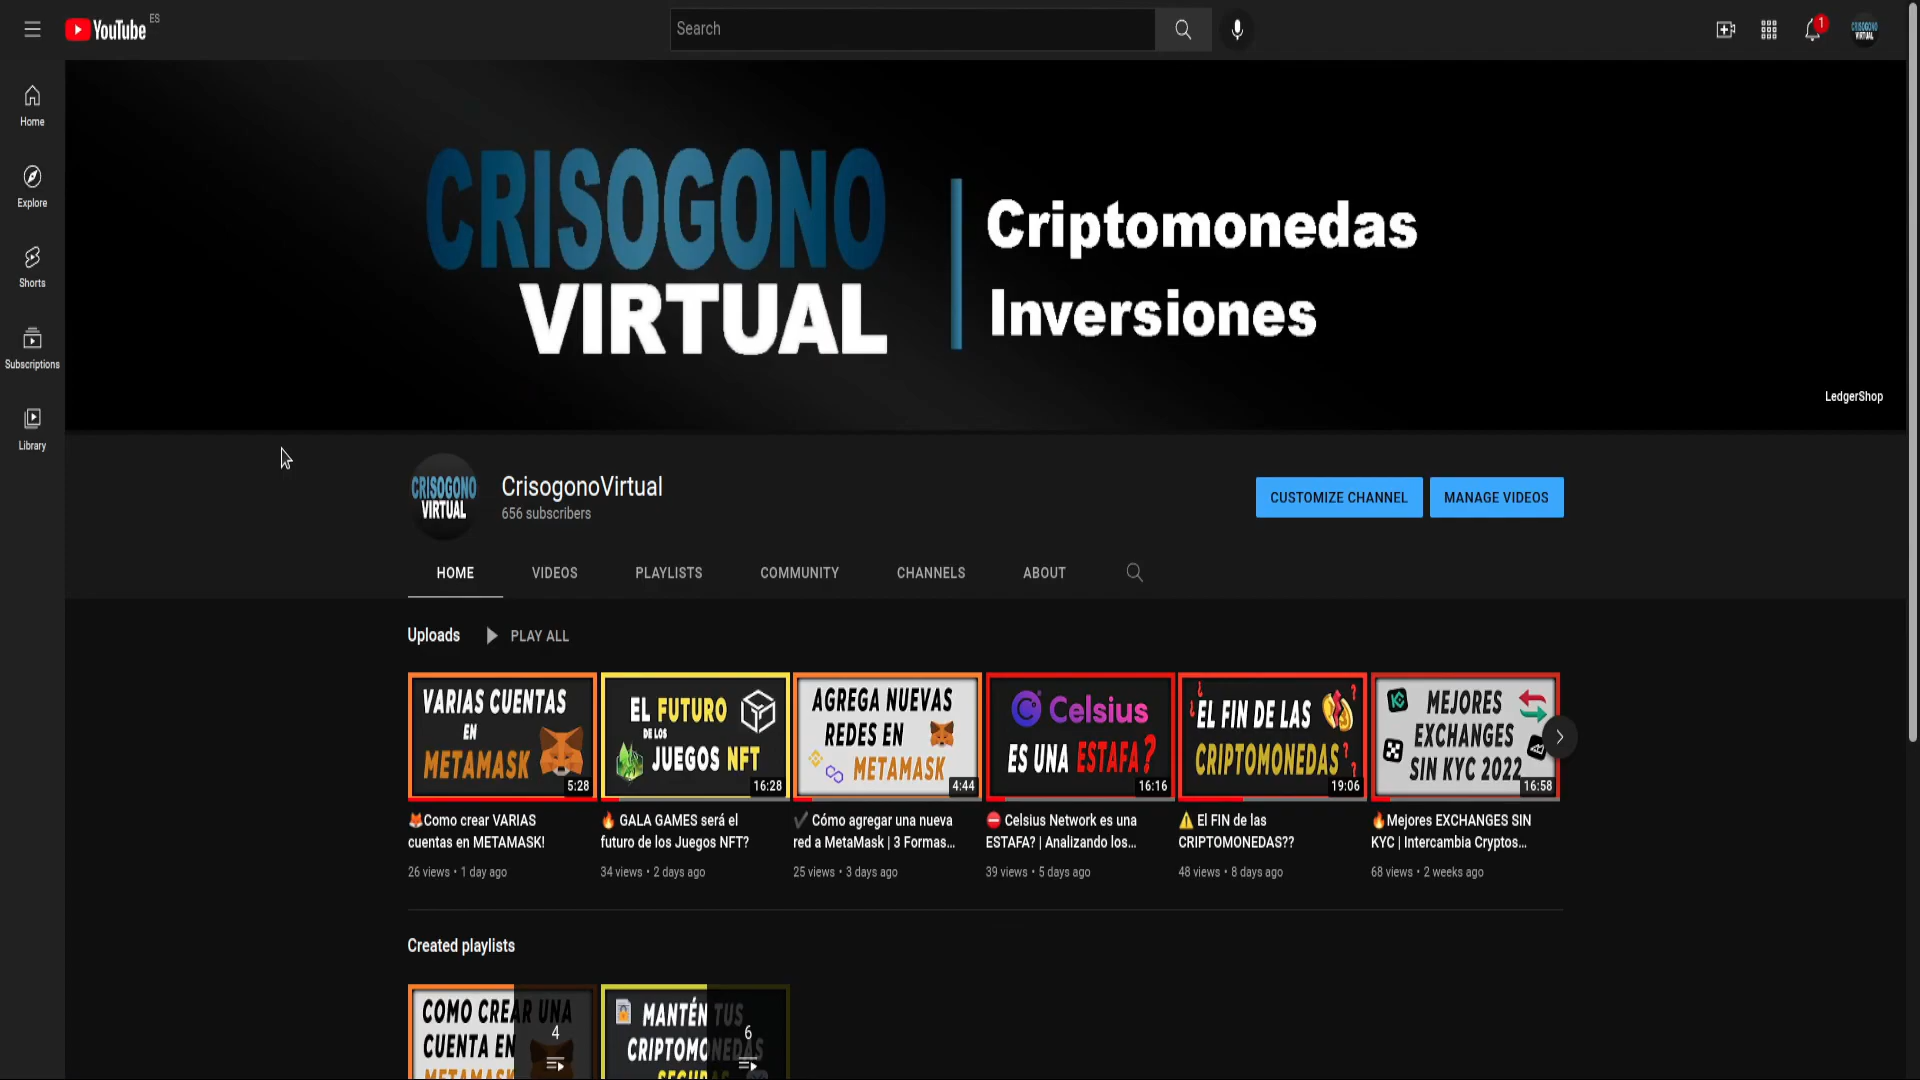 YouTube ES
Search
1
CRISOGONO
VIRTUAL
Home
Explore
Shorts
Subscriptions
Library
CRISOGONO
VIRTUAL
Criptomonedas
Inversiones
LedgerShop
CRISOGONO
VIRTUAL
CrisogonoVirtual
656 subscribers
CUSTOMIZE CHANNEL
MANAGE VIDEOS
HOME
VIDEOS
PLAYLISTS
COMMUNITY
CHANNELS
ABOUT
Uploads
PLAY ALL
VARIAS CUENTAS
EN
METAMASK
5:28
🦊Como crear VARIAS
cuentas en METAMASK!
26 views • 1 day ago
EL FUTURO
DE LOS
JUEGOS NFT
16:28
🔥 GALA GAMES será el
futuro de los Juegos NFT?
34 views • 2 days ago
AGREGA NUEVAS
REDES EN
METAMASK
4:44
✔️ Cómo agregar una nueva
red a MetaMask | 3 Formas...
25 views • 3 days ago
Celsius
ES UNA ESTAFA?
16:16
⛔ Celsius Network es una
ESTAFA? | Analizando los...
39 views • 5 days ago
¿EL FIN DE LAS
CRIPTOMONEDAS?
19:06
⚠️ El FIN de las
CRIPTOMONEDAS??
48 views • 8 days ago
MEJORES
EXCHANGES
SIN KYC 2022
16:58
🔥Mejores EXCHANGES SIN
KYC | Intercambia Cryptos...
68 views • 2 weeks ago
Created playlists
COMO CREAR UNA
CUENTA EN
METAMASK
4
MANTÉN TUS
CRIPTOMONEDAS
SEGURAS
6